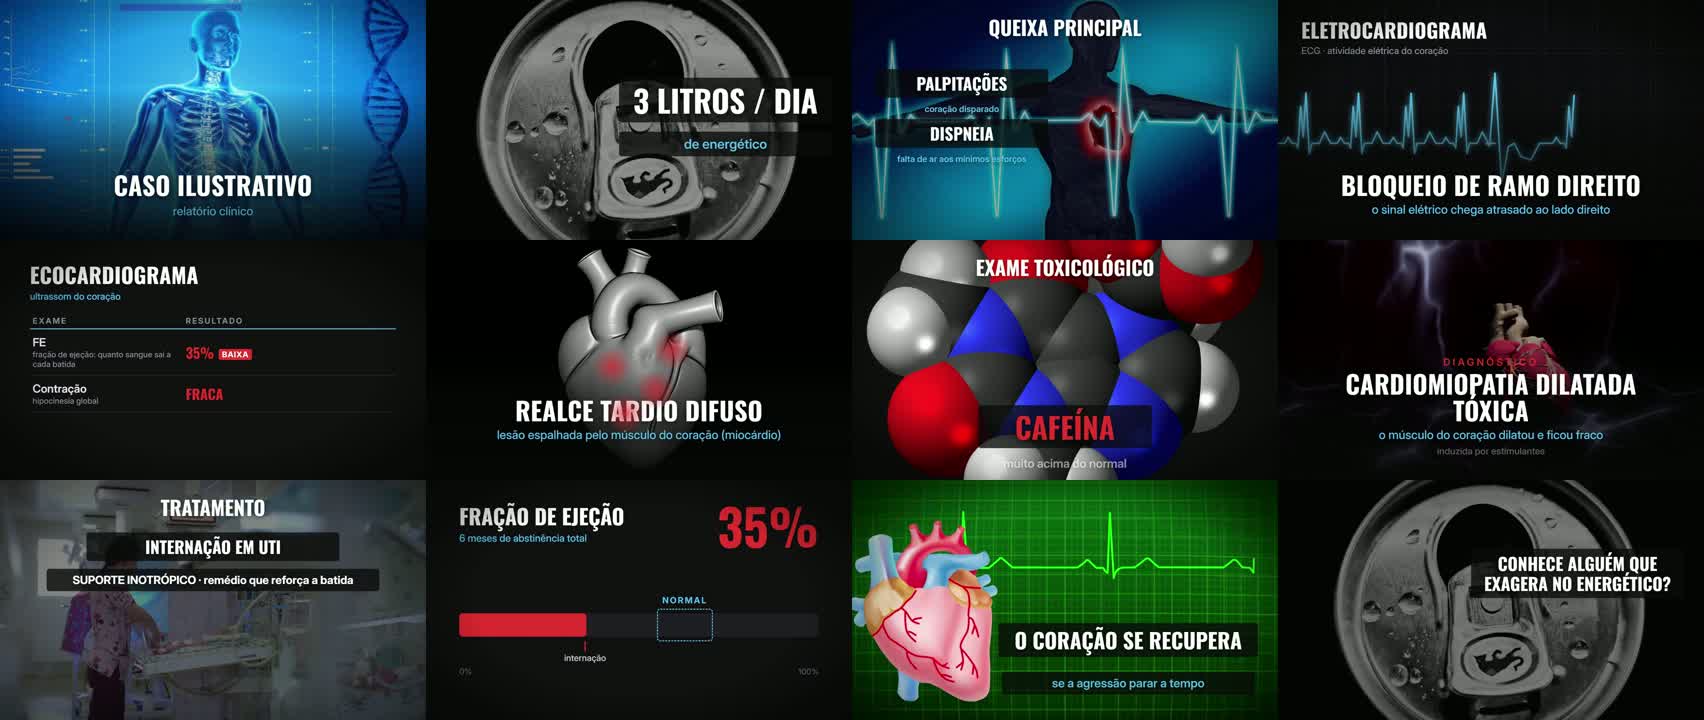 CASO ILUSTRATIVO
relatório clínico
3 LITROS / DIA
de energético
QUEIXA PRINCIPAL
PALPITAÇÕES
coração disparado
DISPNEIA
falta de ar aos mínimos esforços
ELETROCARDIOGRAMA
ECG · atividade elétrica do coração
BLOQUEIO DE RAMO DIREITO
o sinal elétrico chega atrasado ao lado direito
ECOCARDIOGRAMA
ultrassom do coração
EXAME RESULTADO
FE
fração de ejeção: quanto sangue sai a
cada batida
35% BAIXA
Contração
hipocinesia global
FRACA
REALCE TARDIO DIFUSO
lesão espalhada pelo músculo do coração (miocárdio)
EXAME TOXICOLÓGICO
CAFEÍNA
muito acima do normal
DIAGNÓSTICO
CARDIOMIOPATIA DILATADA
TÓXICA
o músculo do coração dilatou e ficou fraco
induzida por estimulantes
TRATAMENTO
INTERNAÇÃO EM UTI
SUPORTE INOTRÓPICO · remédio que reforça a batida
FRAÇÃO DE EJEÇÃO
6 meses de abstinência total
35%
NORMAL
internação
0% 100%
O CORAÇÃO SE RECUPERA
se a agressão parar a tempo
CONHECE ALGUÉM QUE
EXAGERA NO ENERGÉTICO?